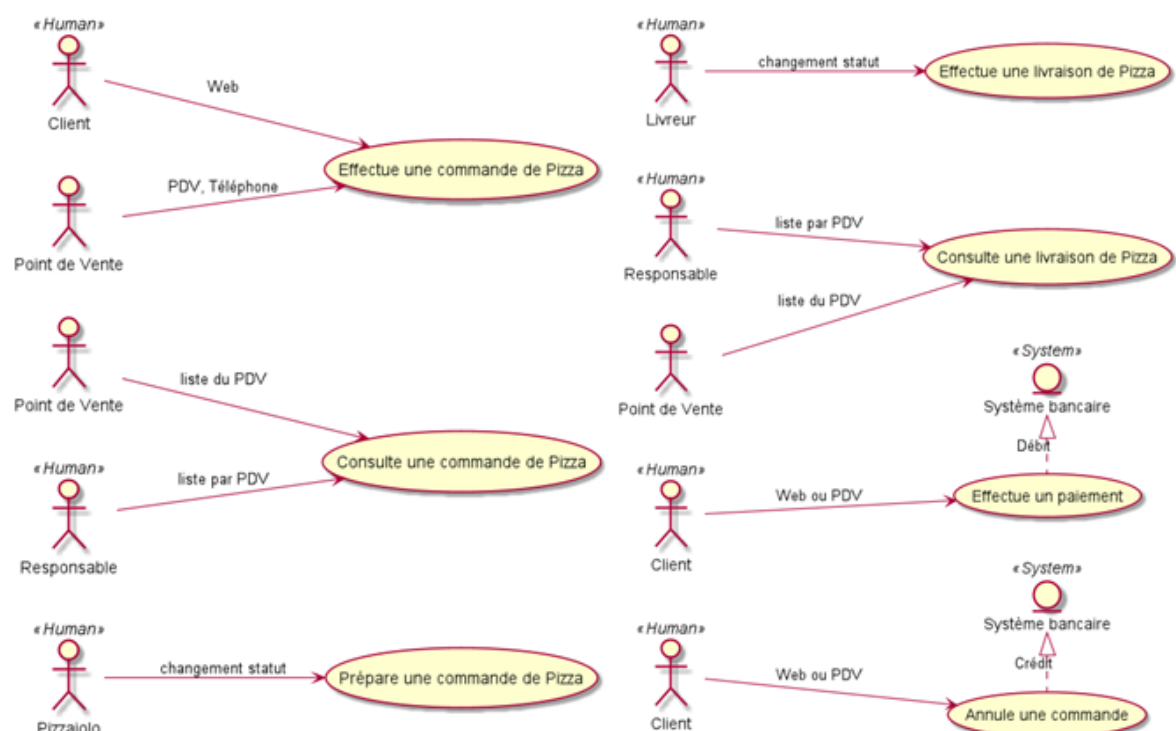 «Human»
Client
Web
Effectue une commande de Pizza
PDV, Téléphone
Point de Vente
Point de Vente
liste du PDV
Consulte une commande de Pizza
«Human»
liste par PDV
Responsable
«Human»
changement statut
Prépare une commande de Pizza
Pizzaiolo
«Human»
changement statut
Effectue une livraison de Pizza
Livreur
«Human»
liste par PDV
Responsable
Consulte une livraison de Pizza
liste du PDV
Point de Vente
«System»
Système bancaire
Débit
«Human»
Web ou PDV
Effectue un paiement
Client
«System»
Système bancaire
Crédit
«Human»
Web ou PDV
Annule une commande
Client